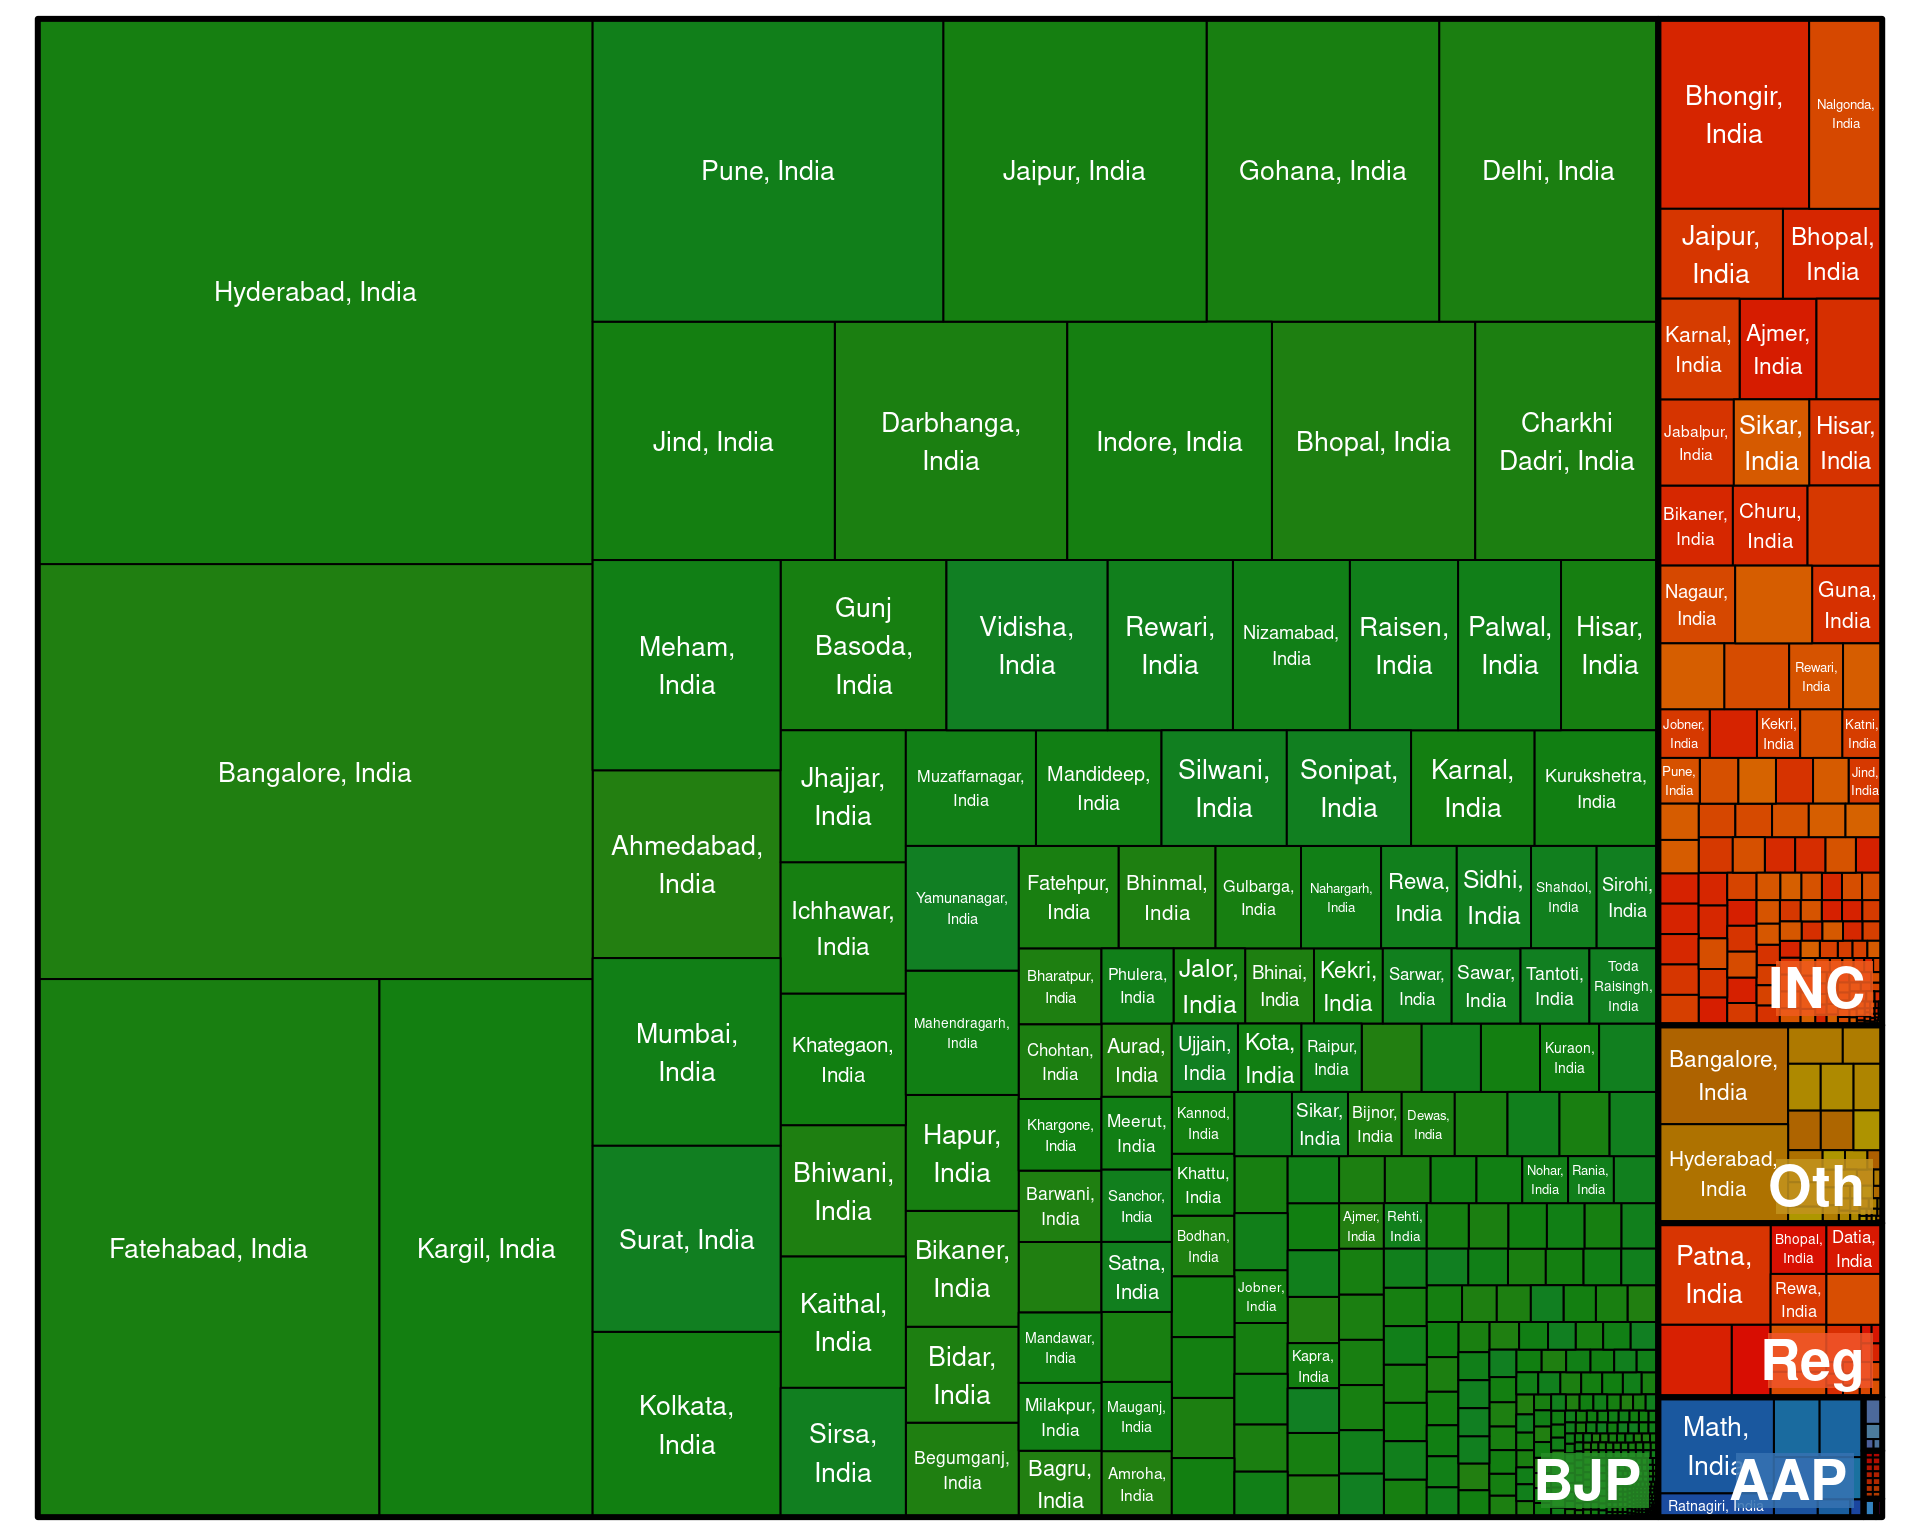 Hyderabad, India
Pune, India
Jaipur, India
Gohana, India
Delhi, India
Jind, India
Darbhanga,
India
Indore, India
Bhopal, India
Charkhi
Dadri, India
Bangalore, India
Fatehabad, India
Kargil, India
Meham,
India
Ahmedabad,
India
Mumbai,
India
Surat, India
Kolkata,
India
Gunj
Basoda,
India
Vidisha,
India
Rewari,
India
Nizamabad,
India
Raisen,
India
Palwal,
India
Hisar,
India
Jhajjar,
India
Ichhawar,
India
Khategaon,
India
Bhiwani,
India
Kaithal,
India
Sirsa,
India
Muzaffarnagar,
India
Mandideep,
India
Silwani,
India
Sonipat,
India
Karnal,
India
Kurukshetra,
India
Yamunanagar,
India
Mahendragarh,
India
Hapur,
India
Bikaner,
India
Bidar,
India
Begumganj,
India
Fatehpur,
India
Bhinmal,
India
Gulbarga,
India
Nahargarh,
India
Rewa,
India
Sidhi,
India
Shahdol,
India
Sirohi,
India
Bharatpur,
India
Phulera,
India
Jalor,
India
Bhinai,
India
Kekri,
India
Sarwar,
India
Sawar,
India
Tantoti,
India
Toda
Raisingh,
India
Chohtan,
India
Aurad,
India
Ujjain,
India
Kota,
India
Raipur,
India
Kuraon,
India
Khargone,
India
Meerut,
India
Kannod,
India
Sikar,
India
Bijnor,
India
Dewas,
India
Barwani,
India
Sanchor,
India
Khattu,
India
Nohar,
India
Rania,
India
Satna,
India
Bodhan,
India
Ajmer,
India
Rehti,
India
Jobner,
India
Mandawar,
India
Kapra,
India
Milakpur,
India
Mauganj,
India
Bagru,
India
Amroha,
India
BJP
Bhongir,
India
Nalgonda,
India
Jaipur,
India
Bhopal,
India
Karnal,
India
Ajmer,
India
Jabalpur,
India
Sikar,
India
Hisar,
India
Bikaner,
India
Churu,
India
Nagaur,
India
Guna,
India
Rewari,
India
Jobner,
India
Kekri,
India
Katni,
India
Pune,
India
Jind,
India
INC
Bangalore,
India
Hyderabad,
India
Oth
Patna,
India
Bhopal,
India
Datia,
India
Rewa,
India
Reg
Math,
India
Ratnagiri, India
AAP